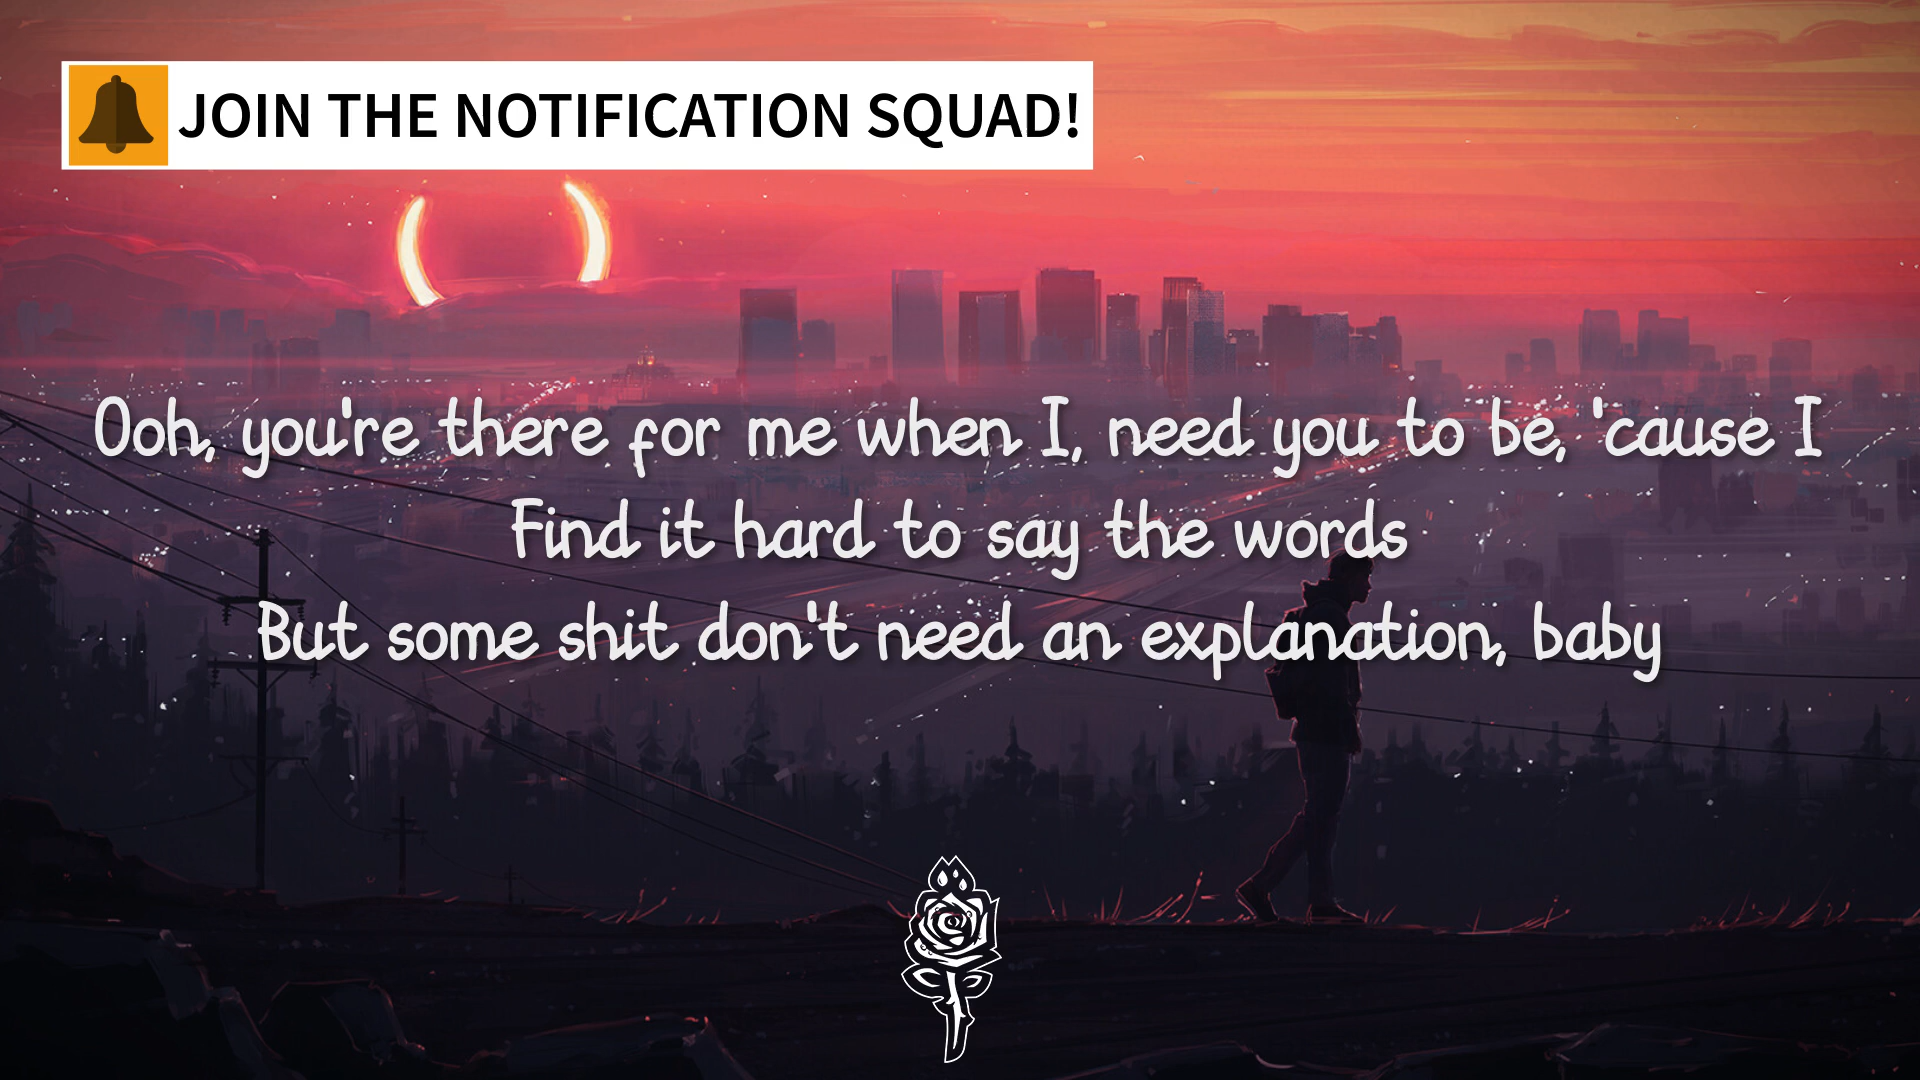 JOIN THE NOTIFICATION SQUAD!
Ooh, you're there for me when I, need you to be, 'cause I
Find it hard to say the words
But some shit don't need an explanation, baby